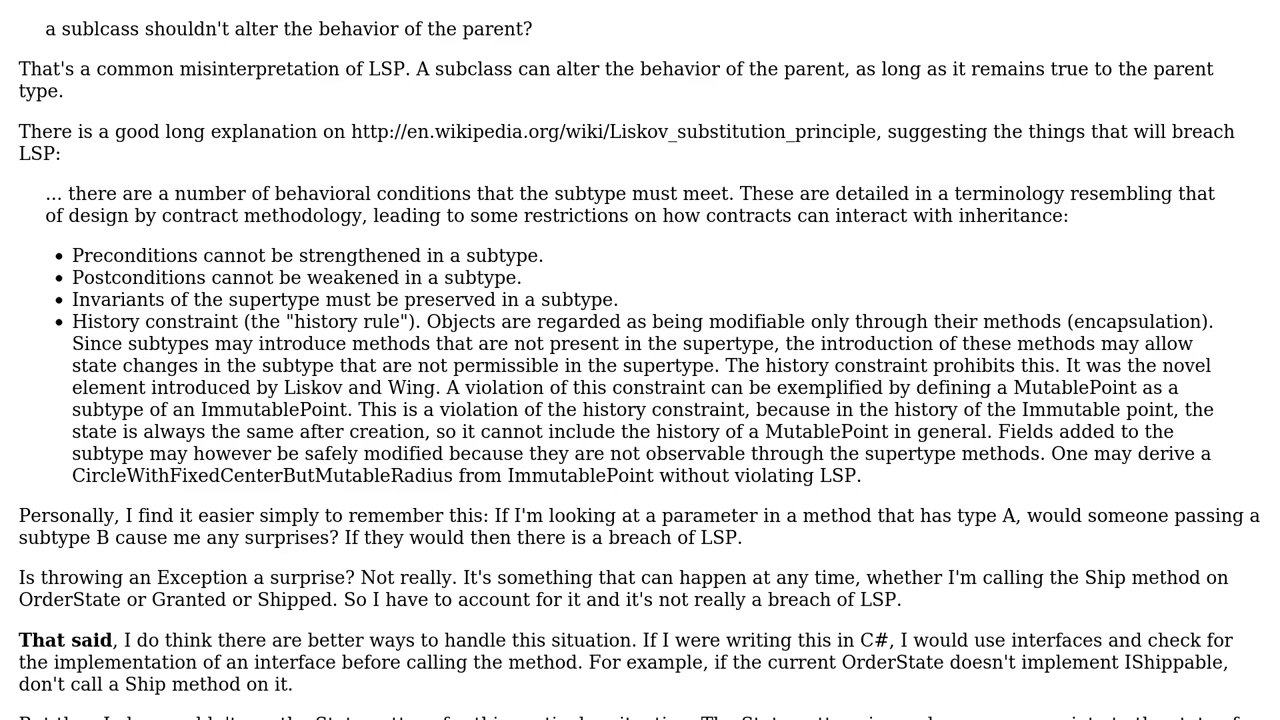 a sublcass shouldn't alter the behavior of the parent?
That's a common misinterpretation of LSP. A subclass can alter the behavior of the parent, as long as it remains true to the parent
type.
There is a good long explanation on http://en.wikipedia.org/wiki/Liskov_substitution_principle, suggesting the things that will breach
LSP:
... there are a number of behavioral conditions that the subtype must meet. These are detailed in a terminology resembling that
of design by contract methodology, leading to some restrictions on how contracts can interact with inheritance:
• Preconditions cannot be strengthened in a subtype.
• Postconditions cannot be weakened in a subtype.
• Invariants of the supertype must be preserved in a subtype.
• History constraint (the "history rule"). Objects are regarded as being modifiable only through their methods (encapsulation).
Since subtypes may introduce methods that are not present in the supertype, the introduction of these methods may allow
state changes in the subtype that are not permissible in the supertype. The history constraint prohibits this. It was the novel
element introduced by Liskov and Wing. A violation of this constraint can be exemplified by defining a MutablePoint as a
subtype of an ImmutablePoint. This is a violation of the history constraint, because in the history of the Immutable point, the
state is always the same after creation, so it cannot include the history of a MutablePoint in general. Fields added to the
subtype may however be safely modified because they are not observable through the supertype methods. One may derive a
CircleWithFixedCenterButMutableRadius from ImmutablePoint without violating LSP.
Personally, I find it easier simply to remember this: If I'm looking at a parameter in a method that has type A, would someone passing a
subtype B cause me any surprises? If they would then there is a breach of LSP.
Is throwing an Exception a surprise? Not really. It's something that can happen at any time, whether I'm calling the Ship method on
OrderState or Granted or Shipped. So I have to account for it and it's not really a breach of LSP.
That said, I do think there are better ways to handle this situation. If I were writing this in C#, I would use interfaces and check for
the implementation of an interface before calling the method. For example, if the current OrderState doesn't implement IShippable,
don't call a Ship method on it.